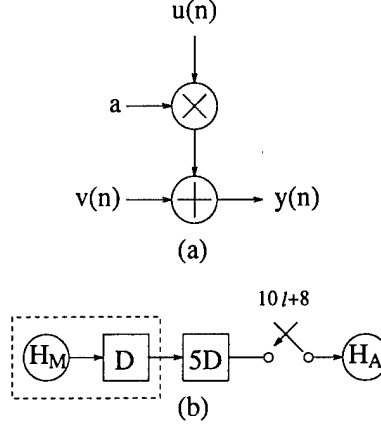 u(n)
a
v(n) y(n)
(a)
10l+8
H_M D 5D H_A
(b)